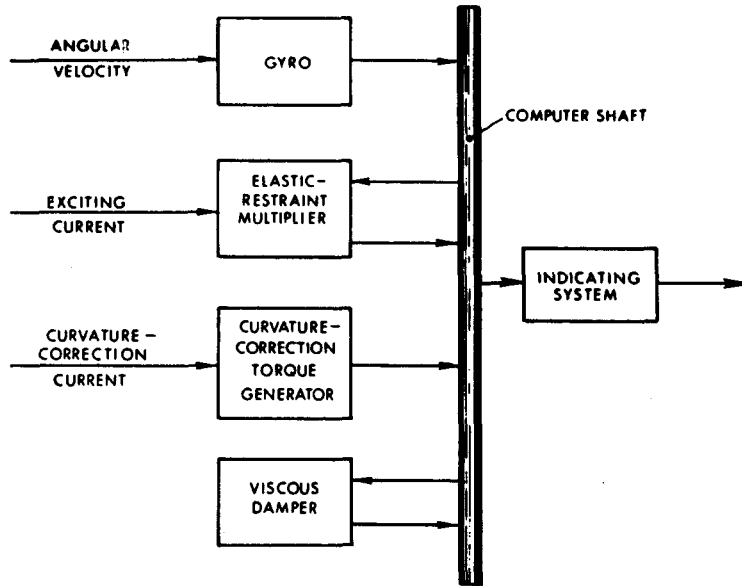 ANGULAR
VELOCITY
GYRO
COMPUTER SHAFT
EXCITING
CURRENT
ELASTIC-
RESTRAINT
MULTIPLIER
INDICATING
SYSTEM
CURVATURE-
CORRECTION
CURRENT
CURVATURE-
CORRECTION
TORQUE
GENERATOR
VISCOUS
DAMPER